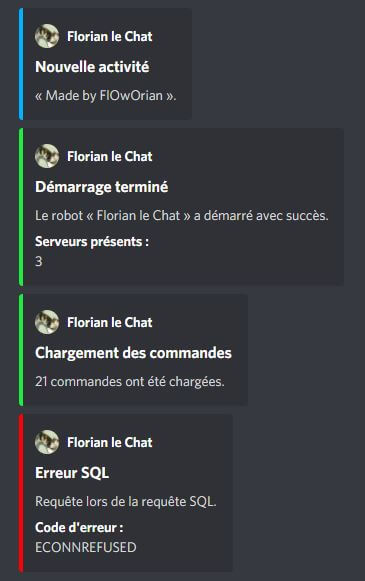 Florian le Chat
Nouvelle activité
« Made by FlOwOrian ».
Florian le Chat
Démarrage terminé
Le robot « Florian le Chat » a démarré avec succès.
Serveurs présents :
3
Florian le Chat
Chargement des commandes
21 commandes ont été chargées.
Florian le Chat
Erreur SQL
Requête lors de la requête SQL.
Code d'erreur :
ECONNREFUSED